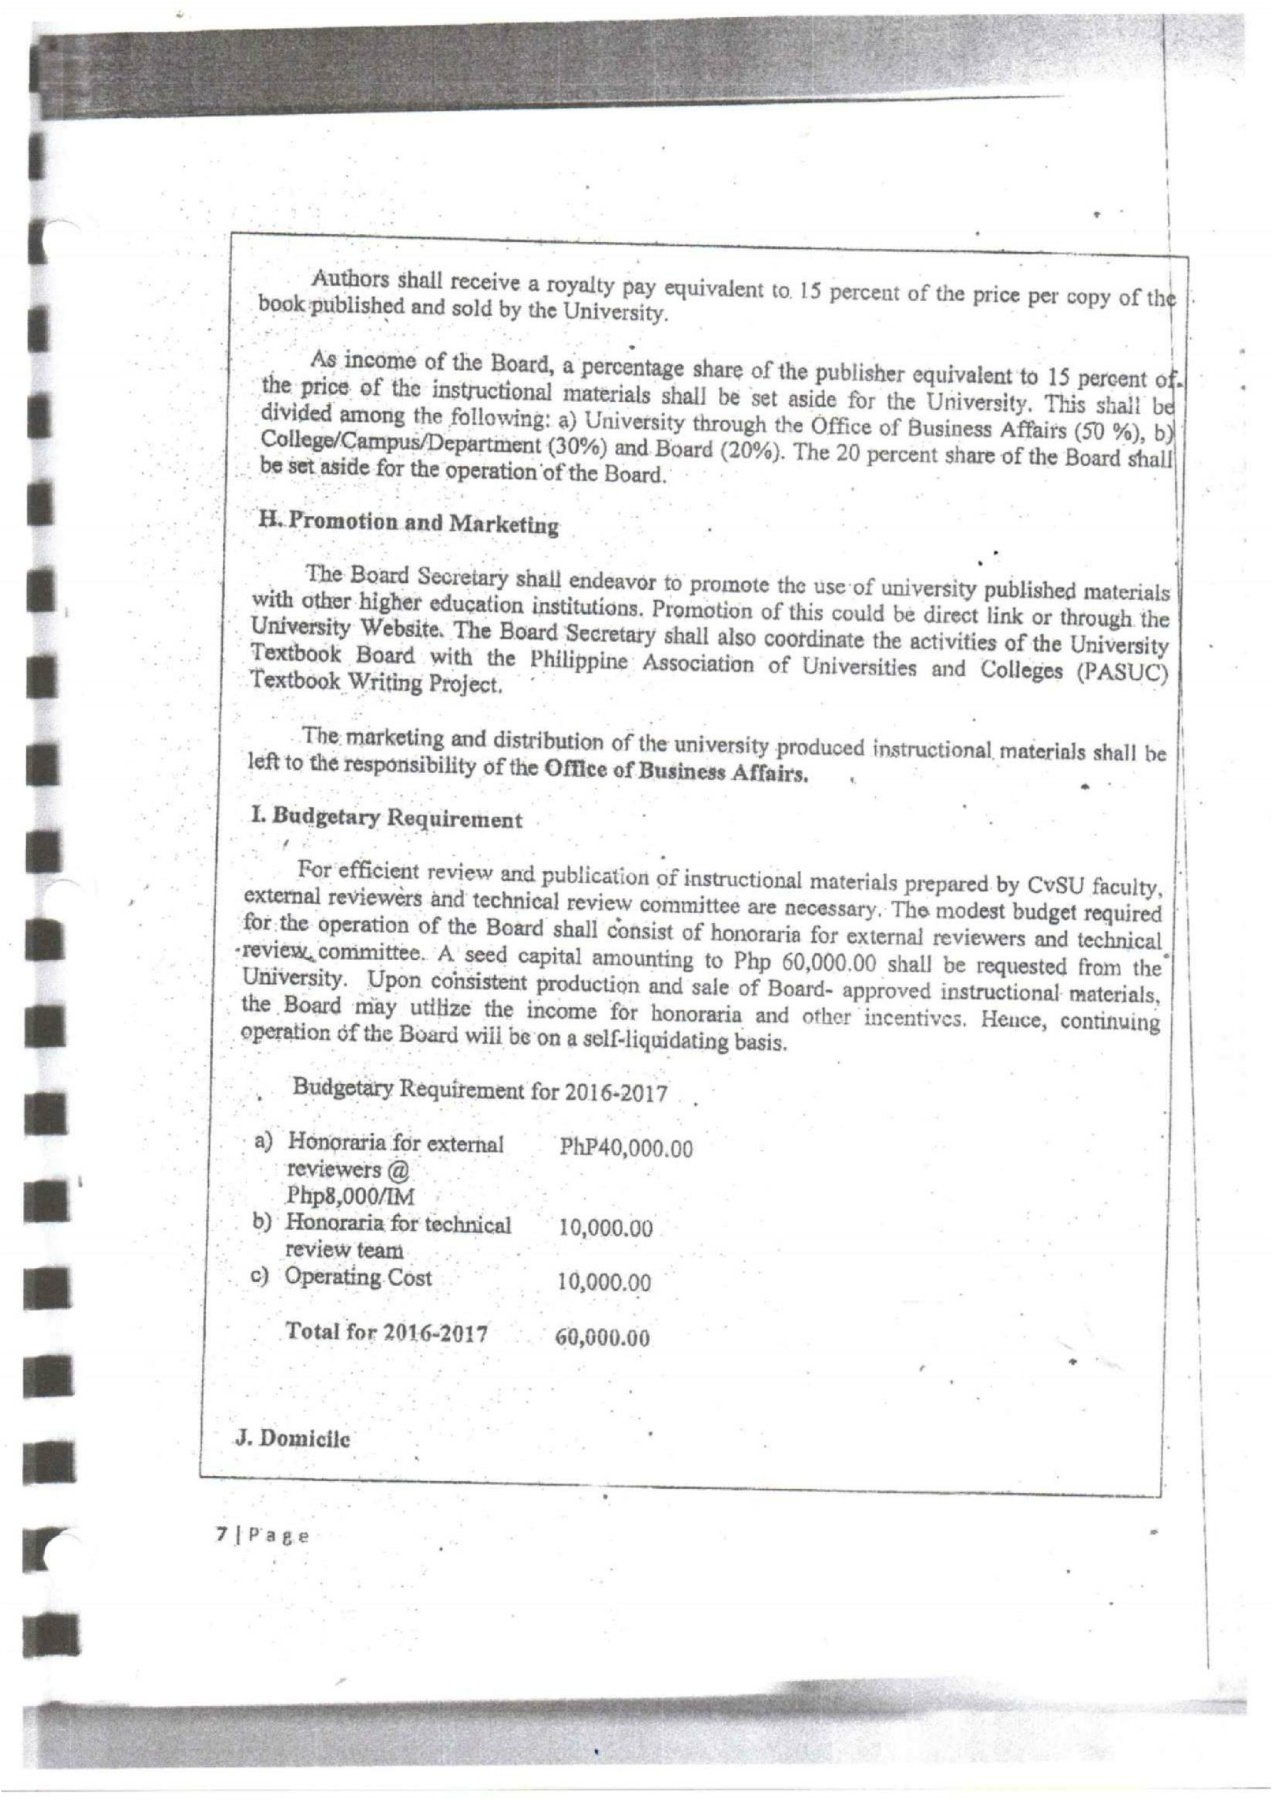 Authors shall receive a royalty pay equivalent to 15 percent of the price per copy of the
book published and sold by the University.
As income of the Board, a percentage share of the publisher equivalent to 15 percent of
the price of the instructional materials shall be set aside for the University. This shall be
divided among the following: a) University through the Office of Business Affairs (50 %), b)
College/Campus/Department (30%) and Board (20%). The 20 percent share of the Board shall
be set aside for the operation of the Board.
H. Promotion and Marketing
The Board Secretary shall endeavor to promote the use of university published materials
with other higher education institutions. Promotion of this could be direct link or through the
University Website. The Board Secretary shall also coordinate the activities of the University
Textbook Board with the Philippine Association of Universities and Colleges (PASUC)
Textbook Writing Project.
The marketing and distribution of the university produced instructional materials shall be
left to the responsibility of the Office of Business Affairs.
I. Budgetary Requirement
For efficient review and publication of instructional materials prepared by CvSU faculty,
external reviewers and technical review committee are necessary. The modest budget required
for the operation of the Board shall consist of honoraria for external reviewers and technical
review committee. A seed capital amounting to Php 60,000.00 shall be requested from the
University. Upon consistent production and sale of Board- approved instructional materials,
the Board may utilize the income for honoraria and other incentives. Hence, continuing
operation of the Board will be on a self-liquidating basis.
Budgetary Requirement for 2016-2017
a) Honoraria for external PhP40,000.00
reviewers @
Php8,000/IM
b) Honoraria for technical 10,000.00
review team
c) Operating Cost 10,000.00
Total for 2016-2017 60,000.00
J. Domicile
7 | Page